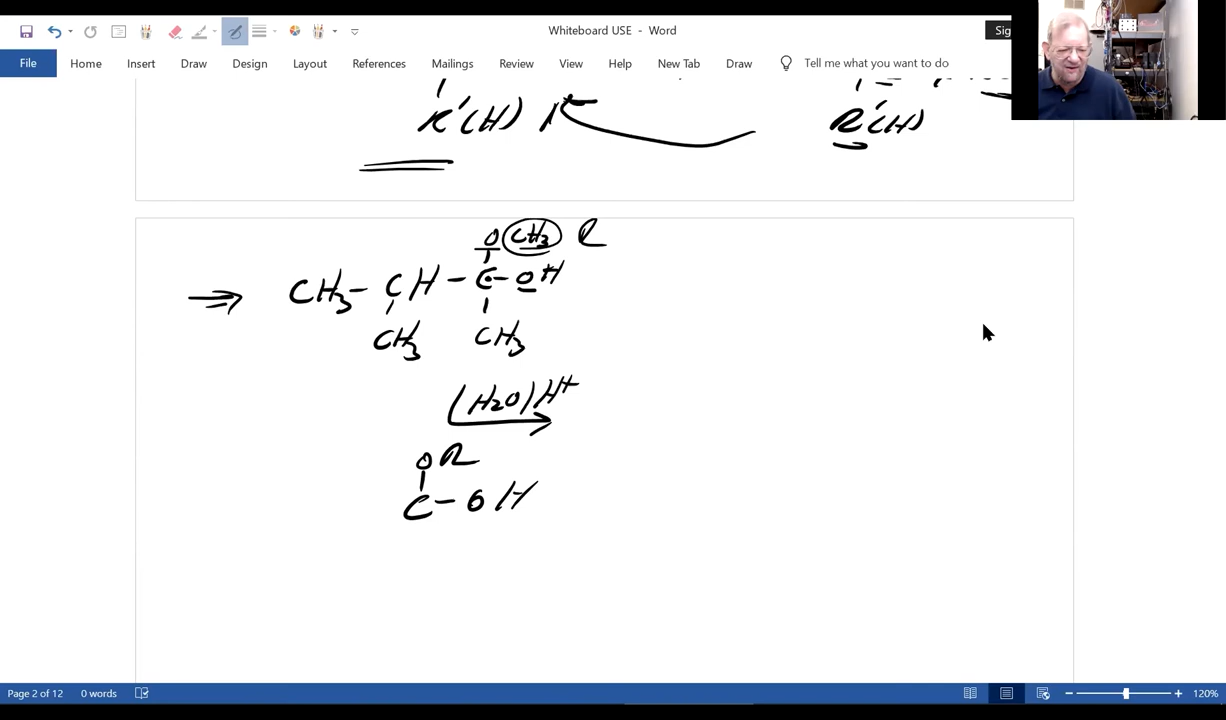 Whiteboard USE - Word
Sig
File Home Insert Draw Design Layout References Mailings Review View Help New Tab Draw Tell me what you want to do
R'(H) R'(H)
O CH3 R
CH3 - CH - C - OH
CH3 CH3
(H2O) H+
OR
C - OH
Page 2 of 12 0 words 120%